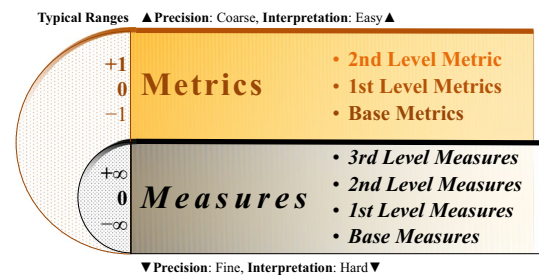 Typical Ranges ▲Precision: Coarse, Interpretation: Easy▲
+1
0
−1
Metrics
• 2nd Level Metric
• 1st Level Metrics
• Base Metrics
+∞
0
−∞
Measures
• 3rd Level Measures
• 2nd Level Measures
• 1st Level Measures
• Base Measures
▼Precision: Fine, Interpretation: Hard▼